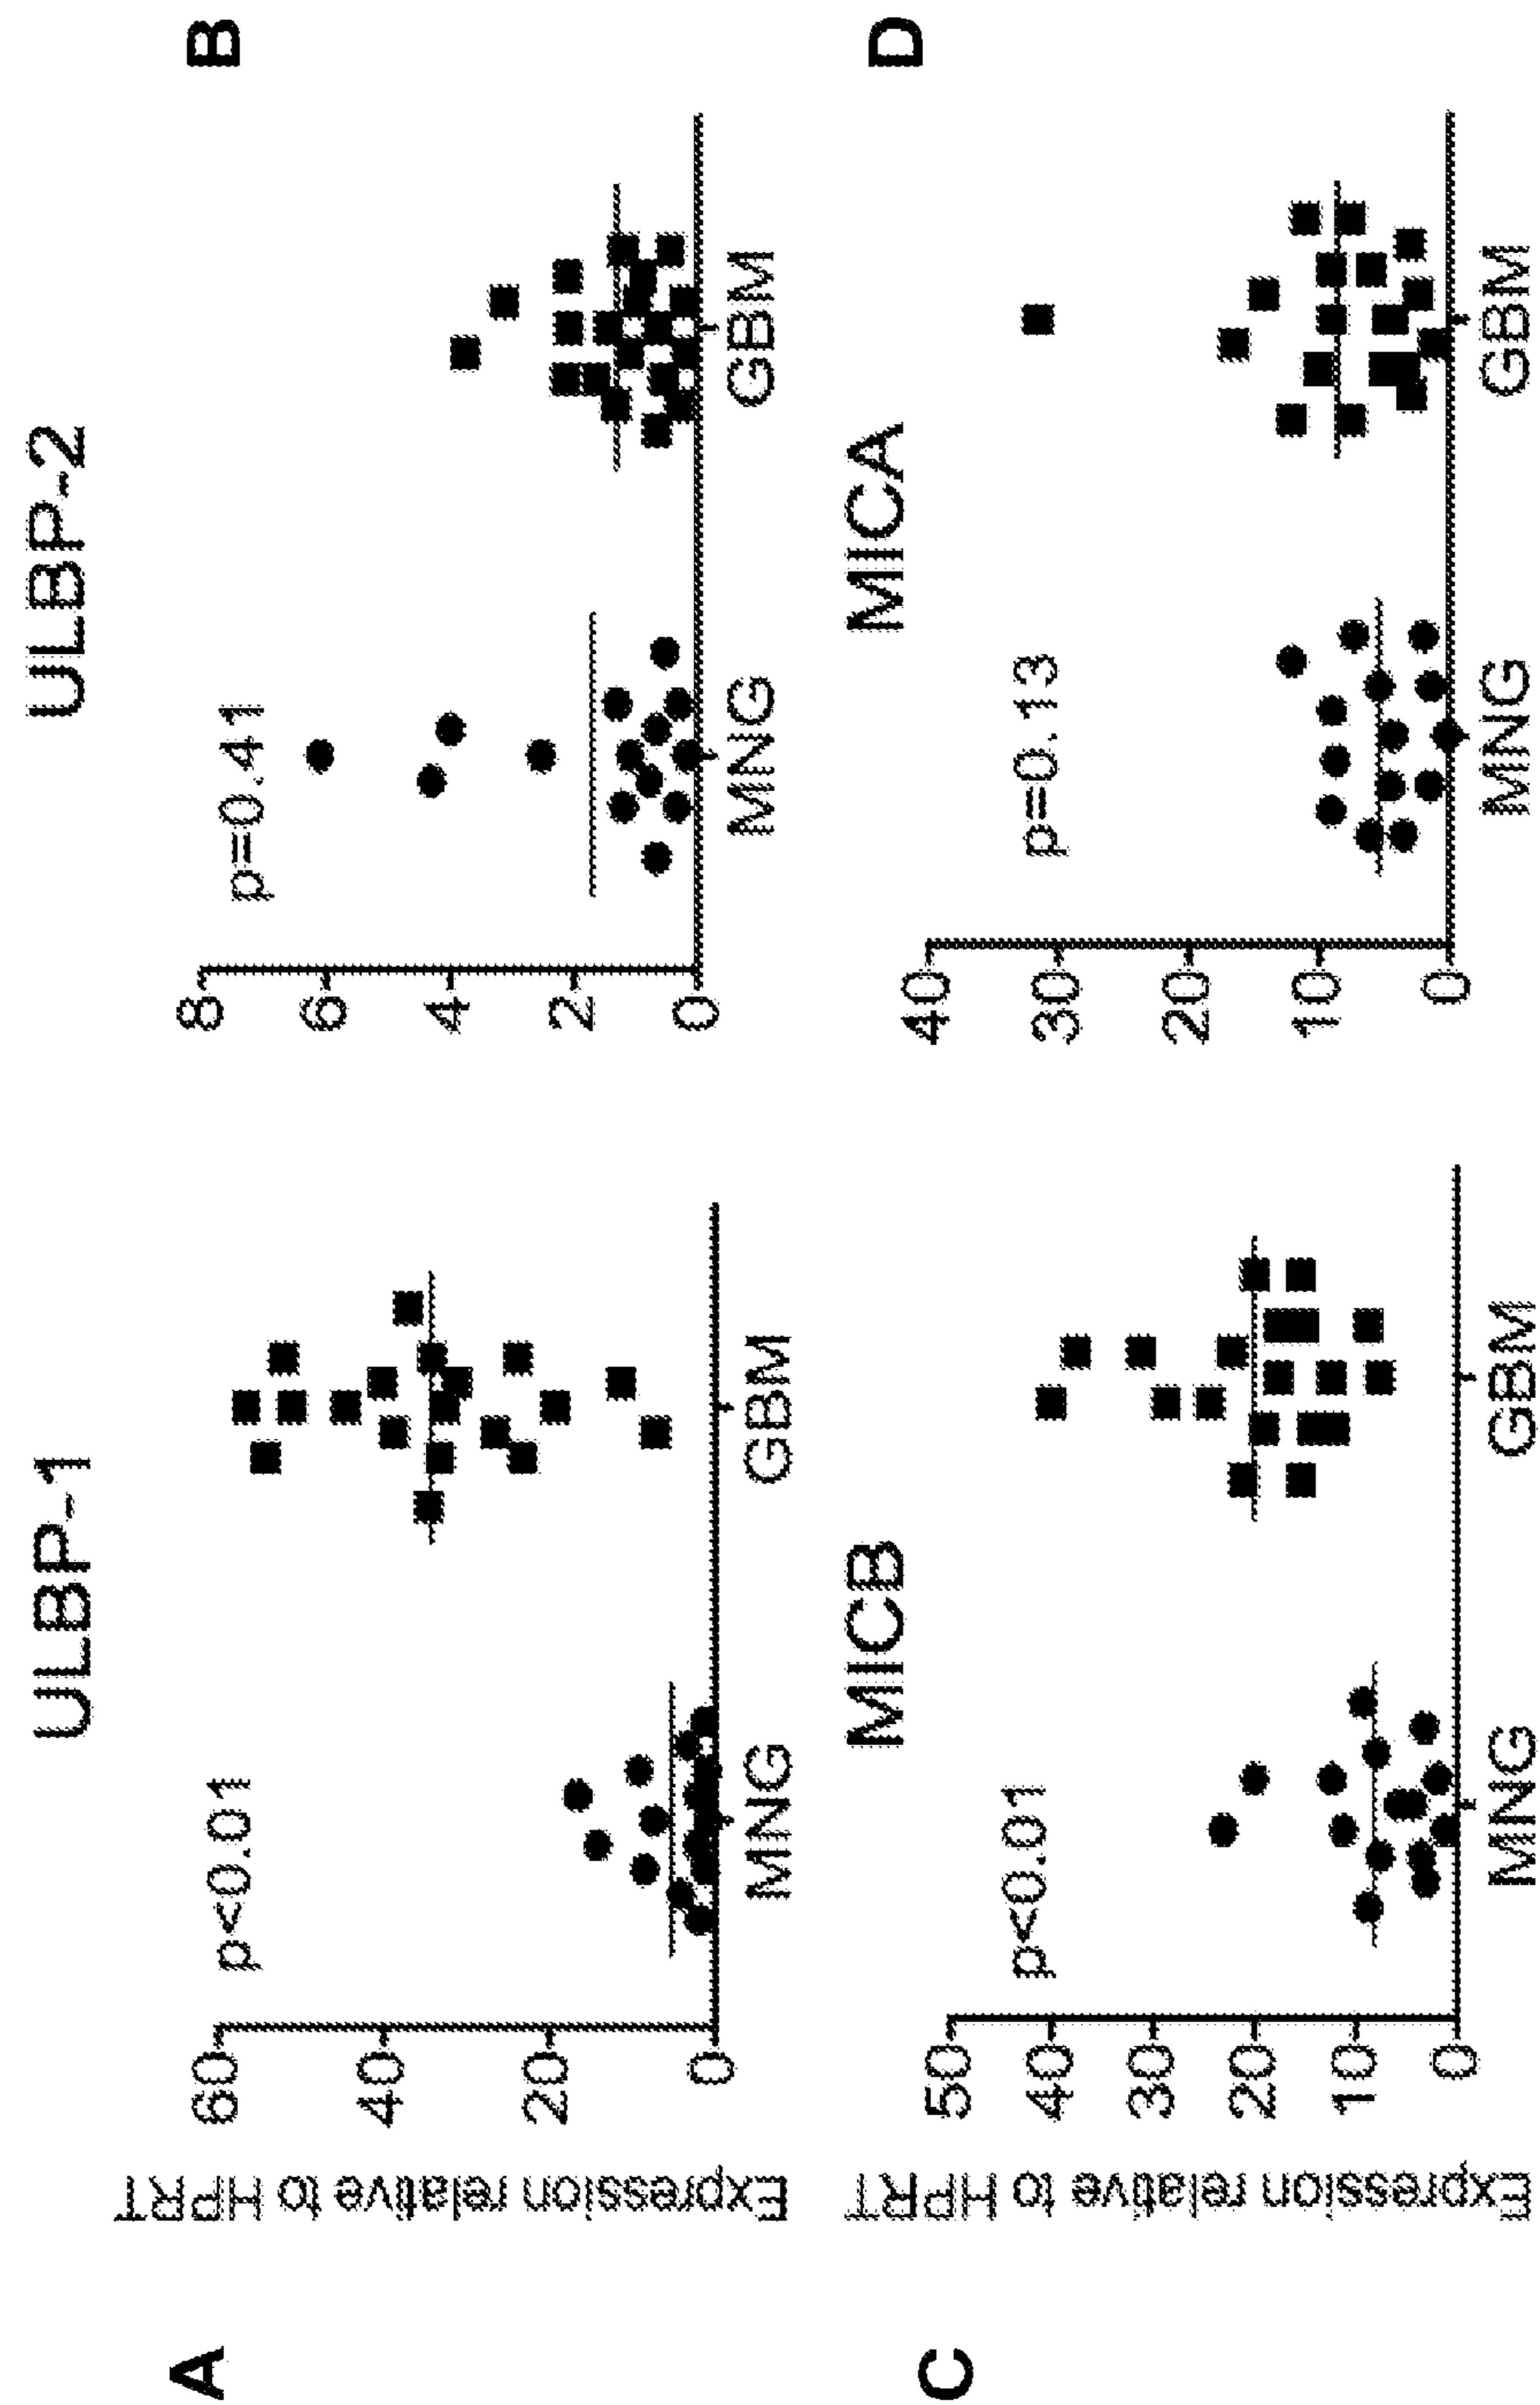 A
ULBP-1
Expression relative to HPRT
60
40
20
0
p<0.01
MNG
GBM
B
ULBP-2
8
6
4
2
0
p=0.41
MNG
GBM
C
MICB
Expression relative to HPRT
50
40
30
20
10
0
p<0.01
MNG
GBM
D
MICA
40
30
20
10
0
p=0.13
MNG
GBM